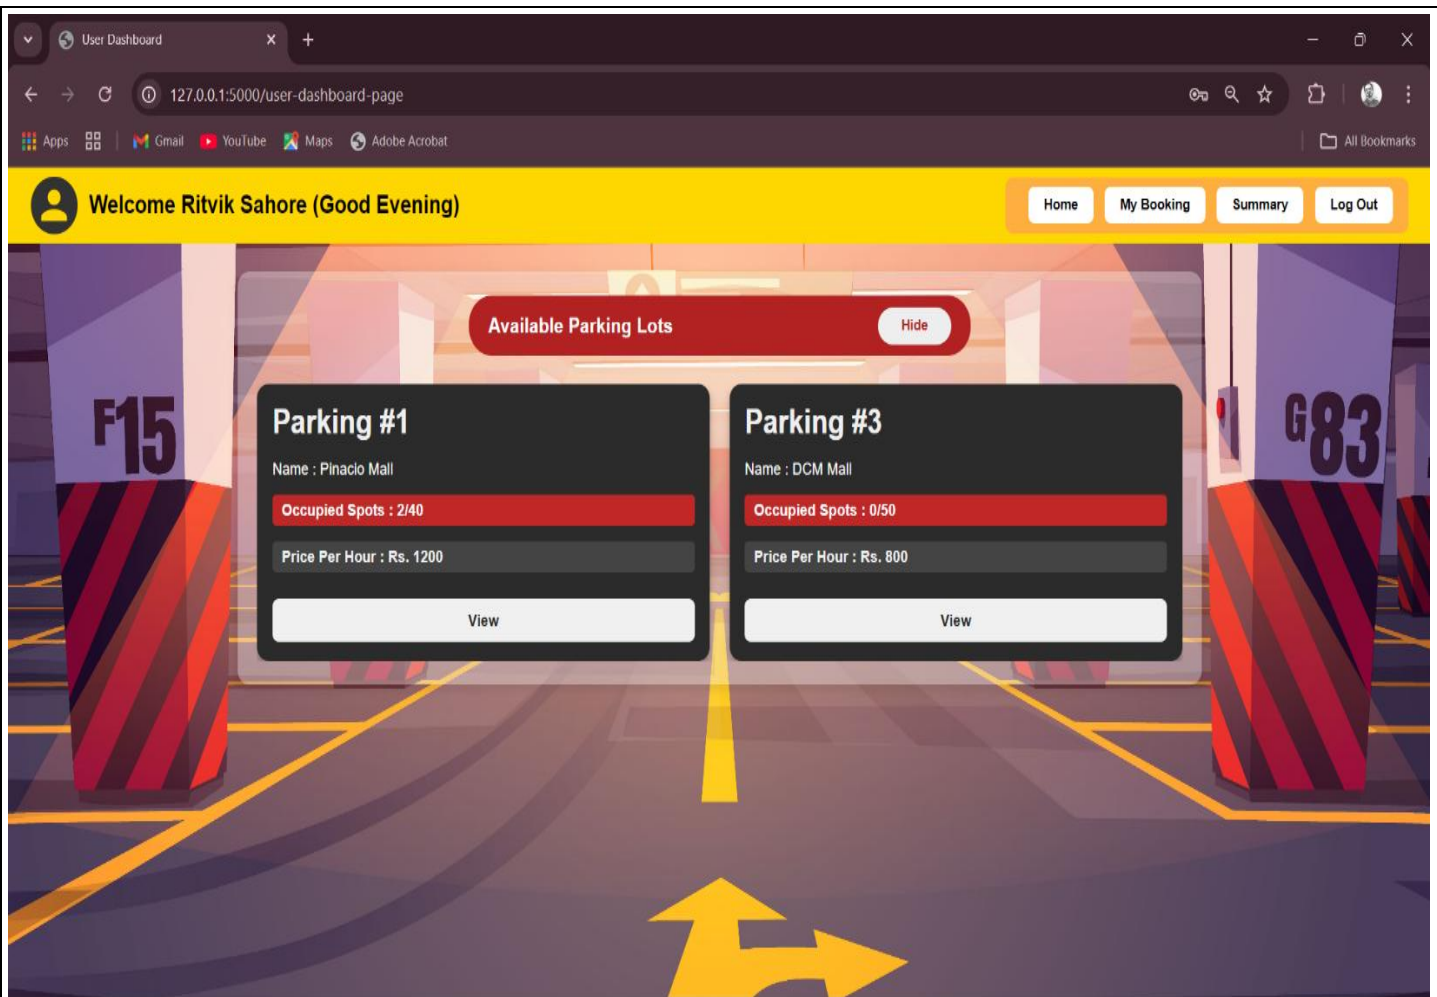 User Dashboard
127.0.0.1:5000/user-dashboard-page
Apps Gmail YouTube Maps Adobe Acrobat All Bookmarks
Welcome Ritvik Sahore (Good Evening) Home My Booking Summary Log Out
Available Parking Lots Hide
F15 G83
Parking #1
Name : Pinacio Mall
Occupied Spots : 2/40
Price Per Hour : Rs. 1200
View
Parking #3
Name : DCM Mall
Occupied Spots : 0/50
Price Per Hour : Rs. 800
View